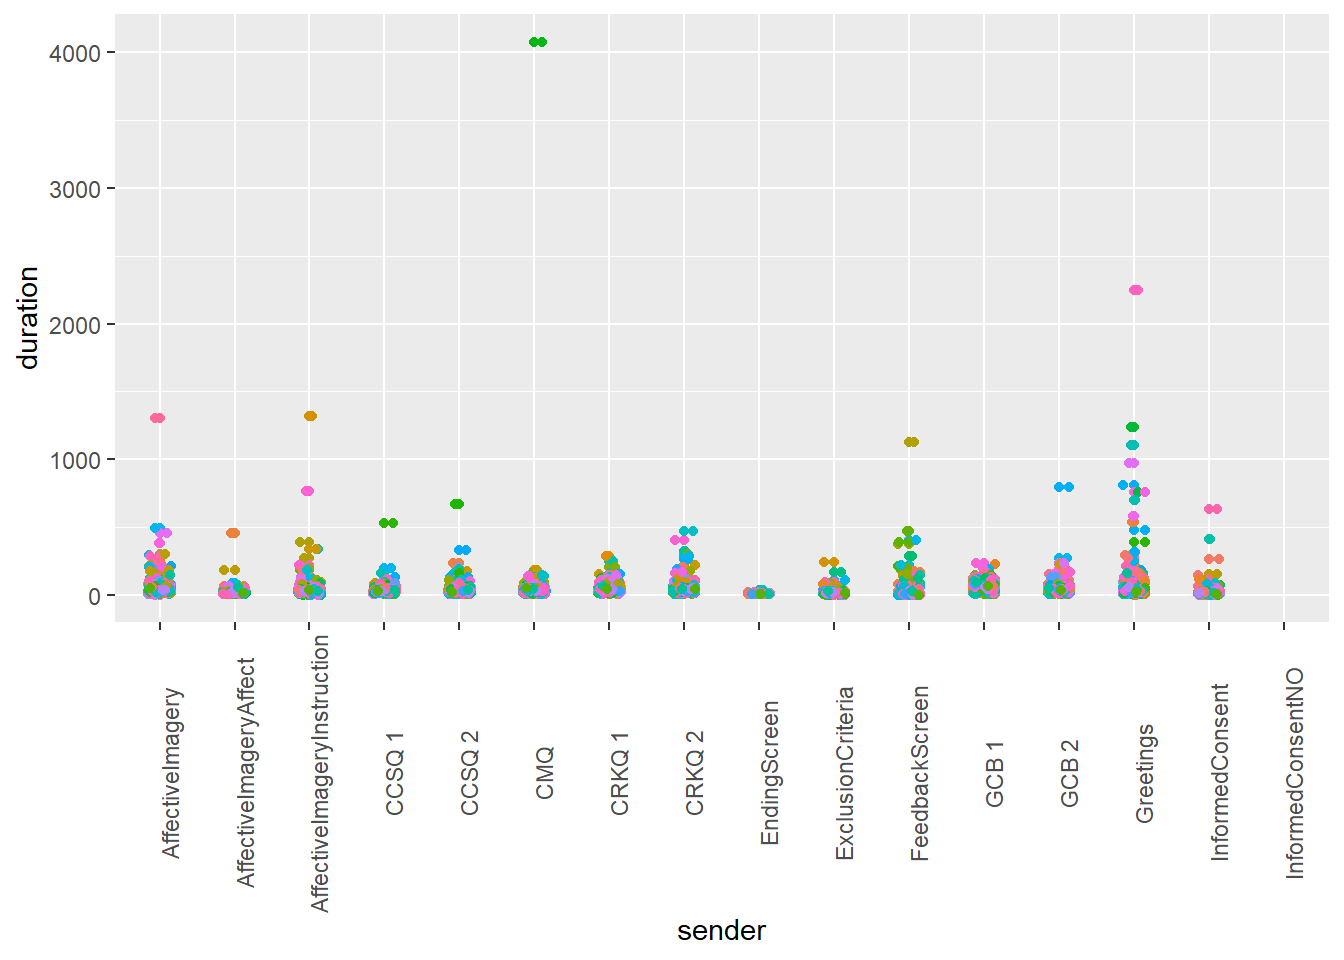 duration
4000
3000
2000
1000
0
AffectiveImagery
AffectiveImageryAffect
AffectiveImageryInstruction
CCSQ 1
CCSQ 2
CMQ
CRKQ 1
CRKQ 2
EndingScreen
ExclusionCriteria
FeedbackScreen
GCB 1
GCB 2
Greetings
InformedConsent
InformedConsentNO
sender